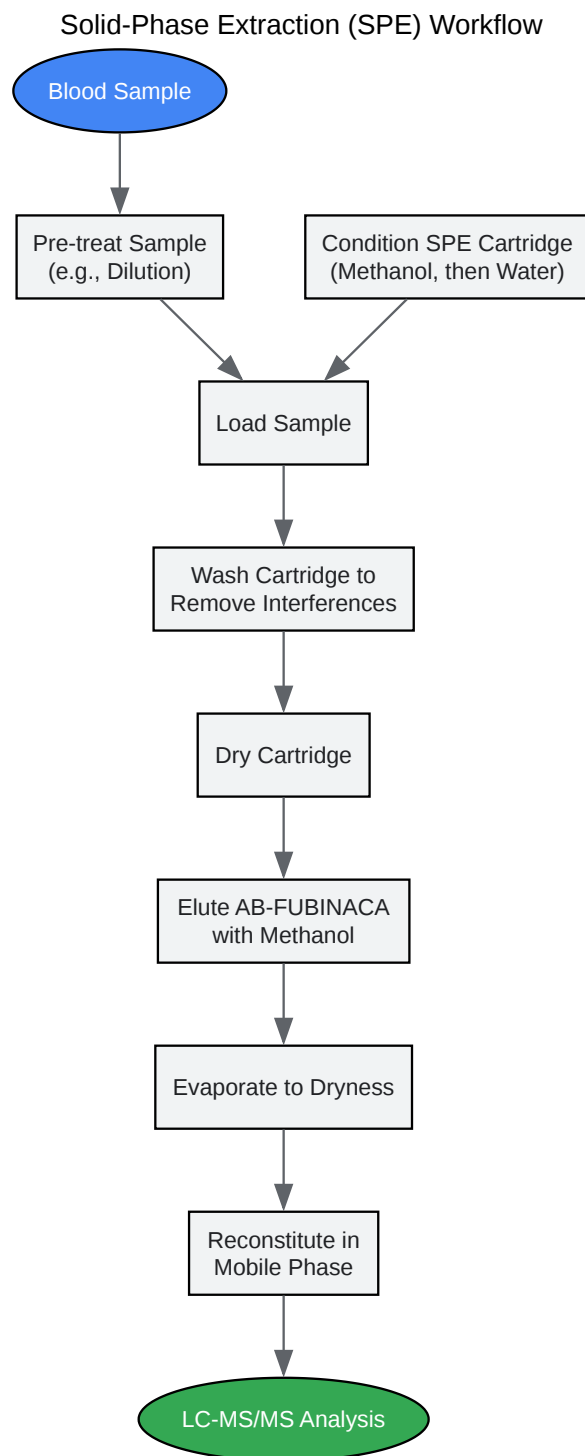 Solid-Phase Extraction (SPE) Workflow
Blood Sample
Pre-treat Sample
(e.g., Dilution)
Condition SPE Cartridge
(Methanol, then Water)
Load Sample
Wash Cartridge to
Remove Interferences
Dry Cartridge
Elute AB-FUBINACA
with Methanol
Evaporate to Dryness
Reconstitute in
Mobile Phase
LC-MS/MS Analysis